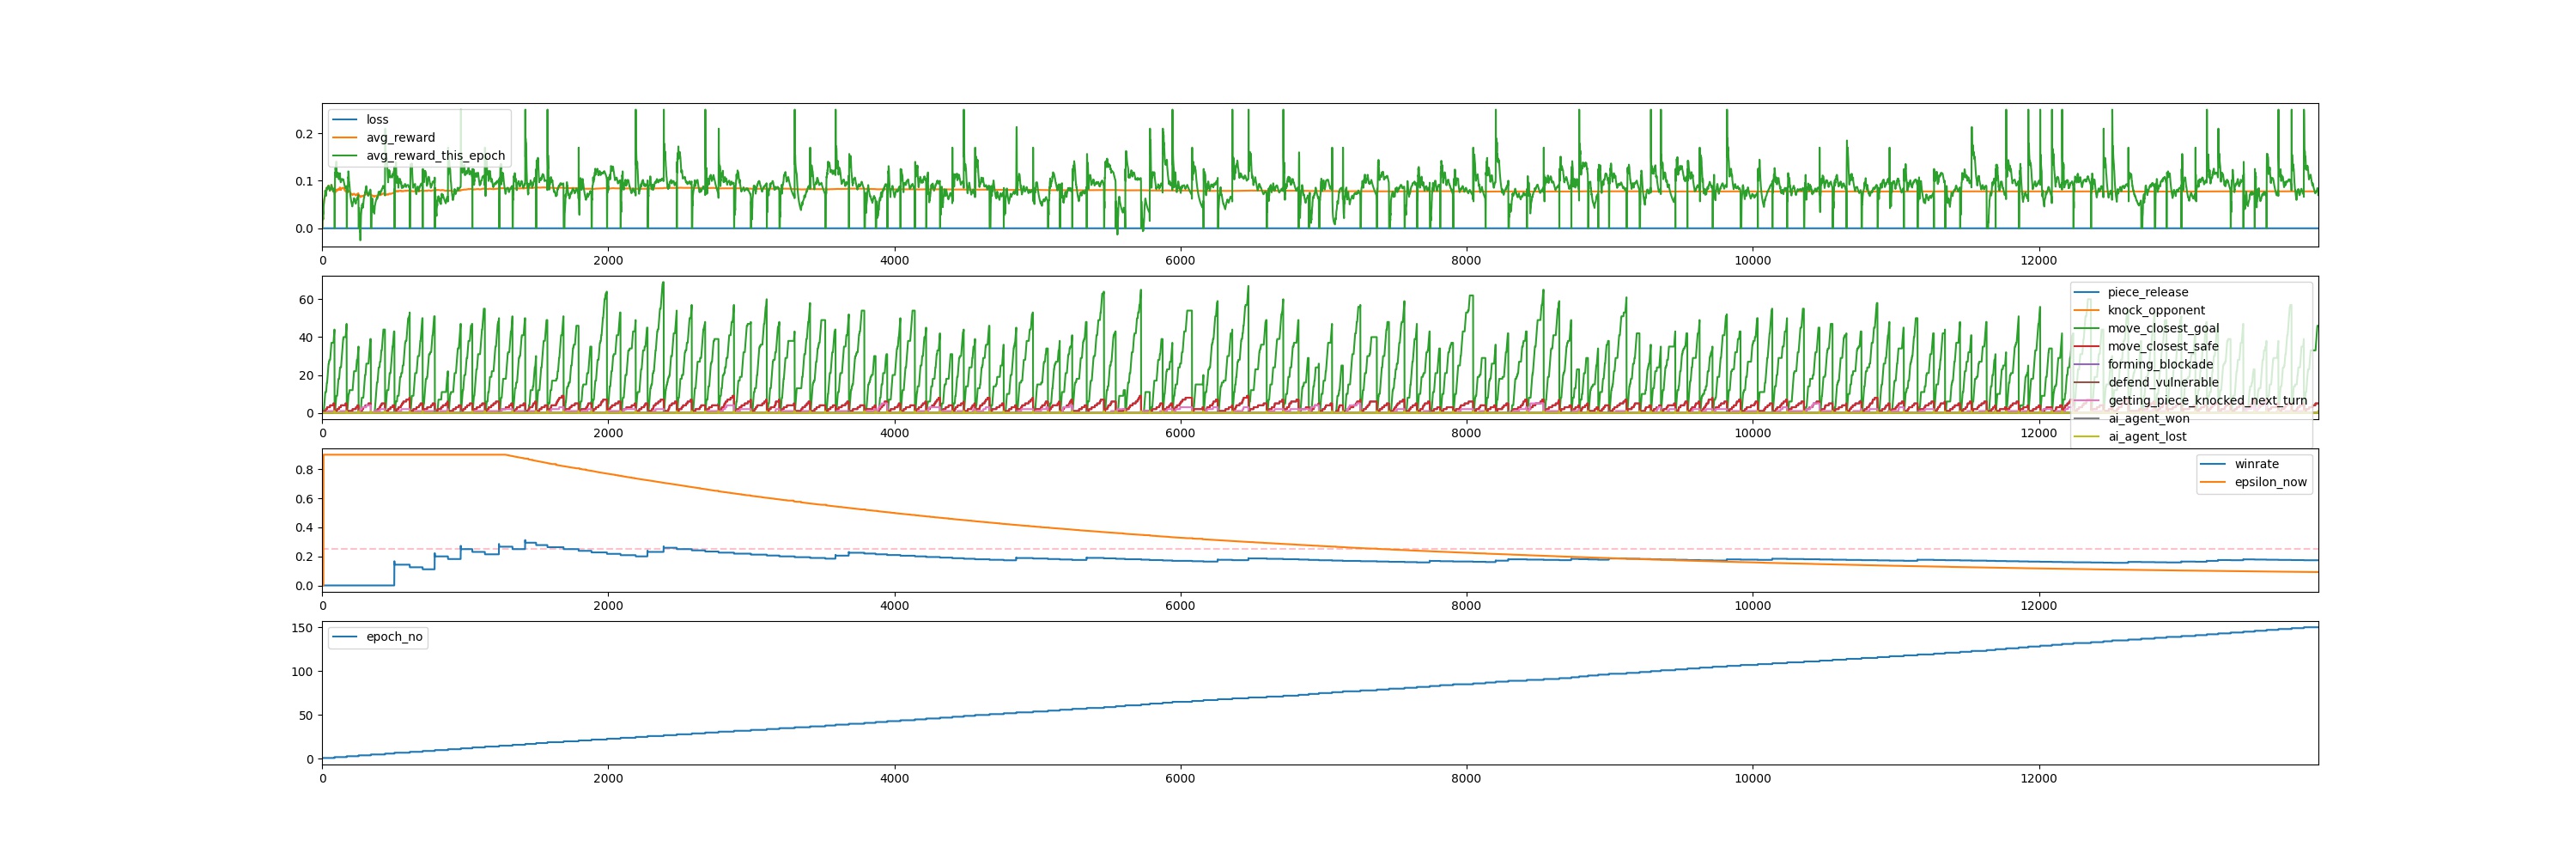 loss
avg_reward
avg_reward_this_epoch
0.2
0.1
0.0
0 2000 4000 6000 8000 10000 12000
piece_release
knock_opponent
move_closest_goal
move_closest_safe
forming_blockade
defend_vulnerable
getting_piece_knocked_next_turn
ai_agent_won
ai_agent_lost
60
40
20
0
0 2000 4000 6000 8000 10000 12000
winrate
epsilon_now
0.8
0.6
0.4
0.2
0.0
0 2000 4000 6000 8000 10000 12000
epoch_no
150
100
50
0
0 2000 4000 6000 8000 10000 12000